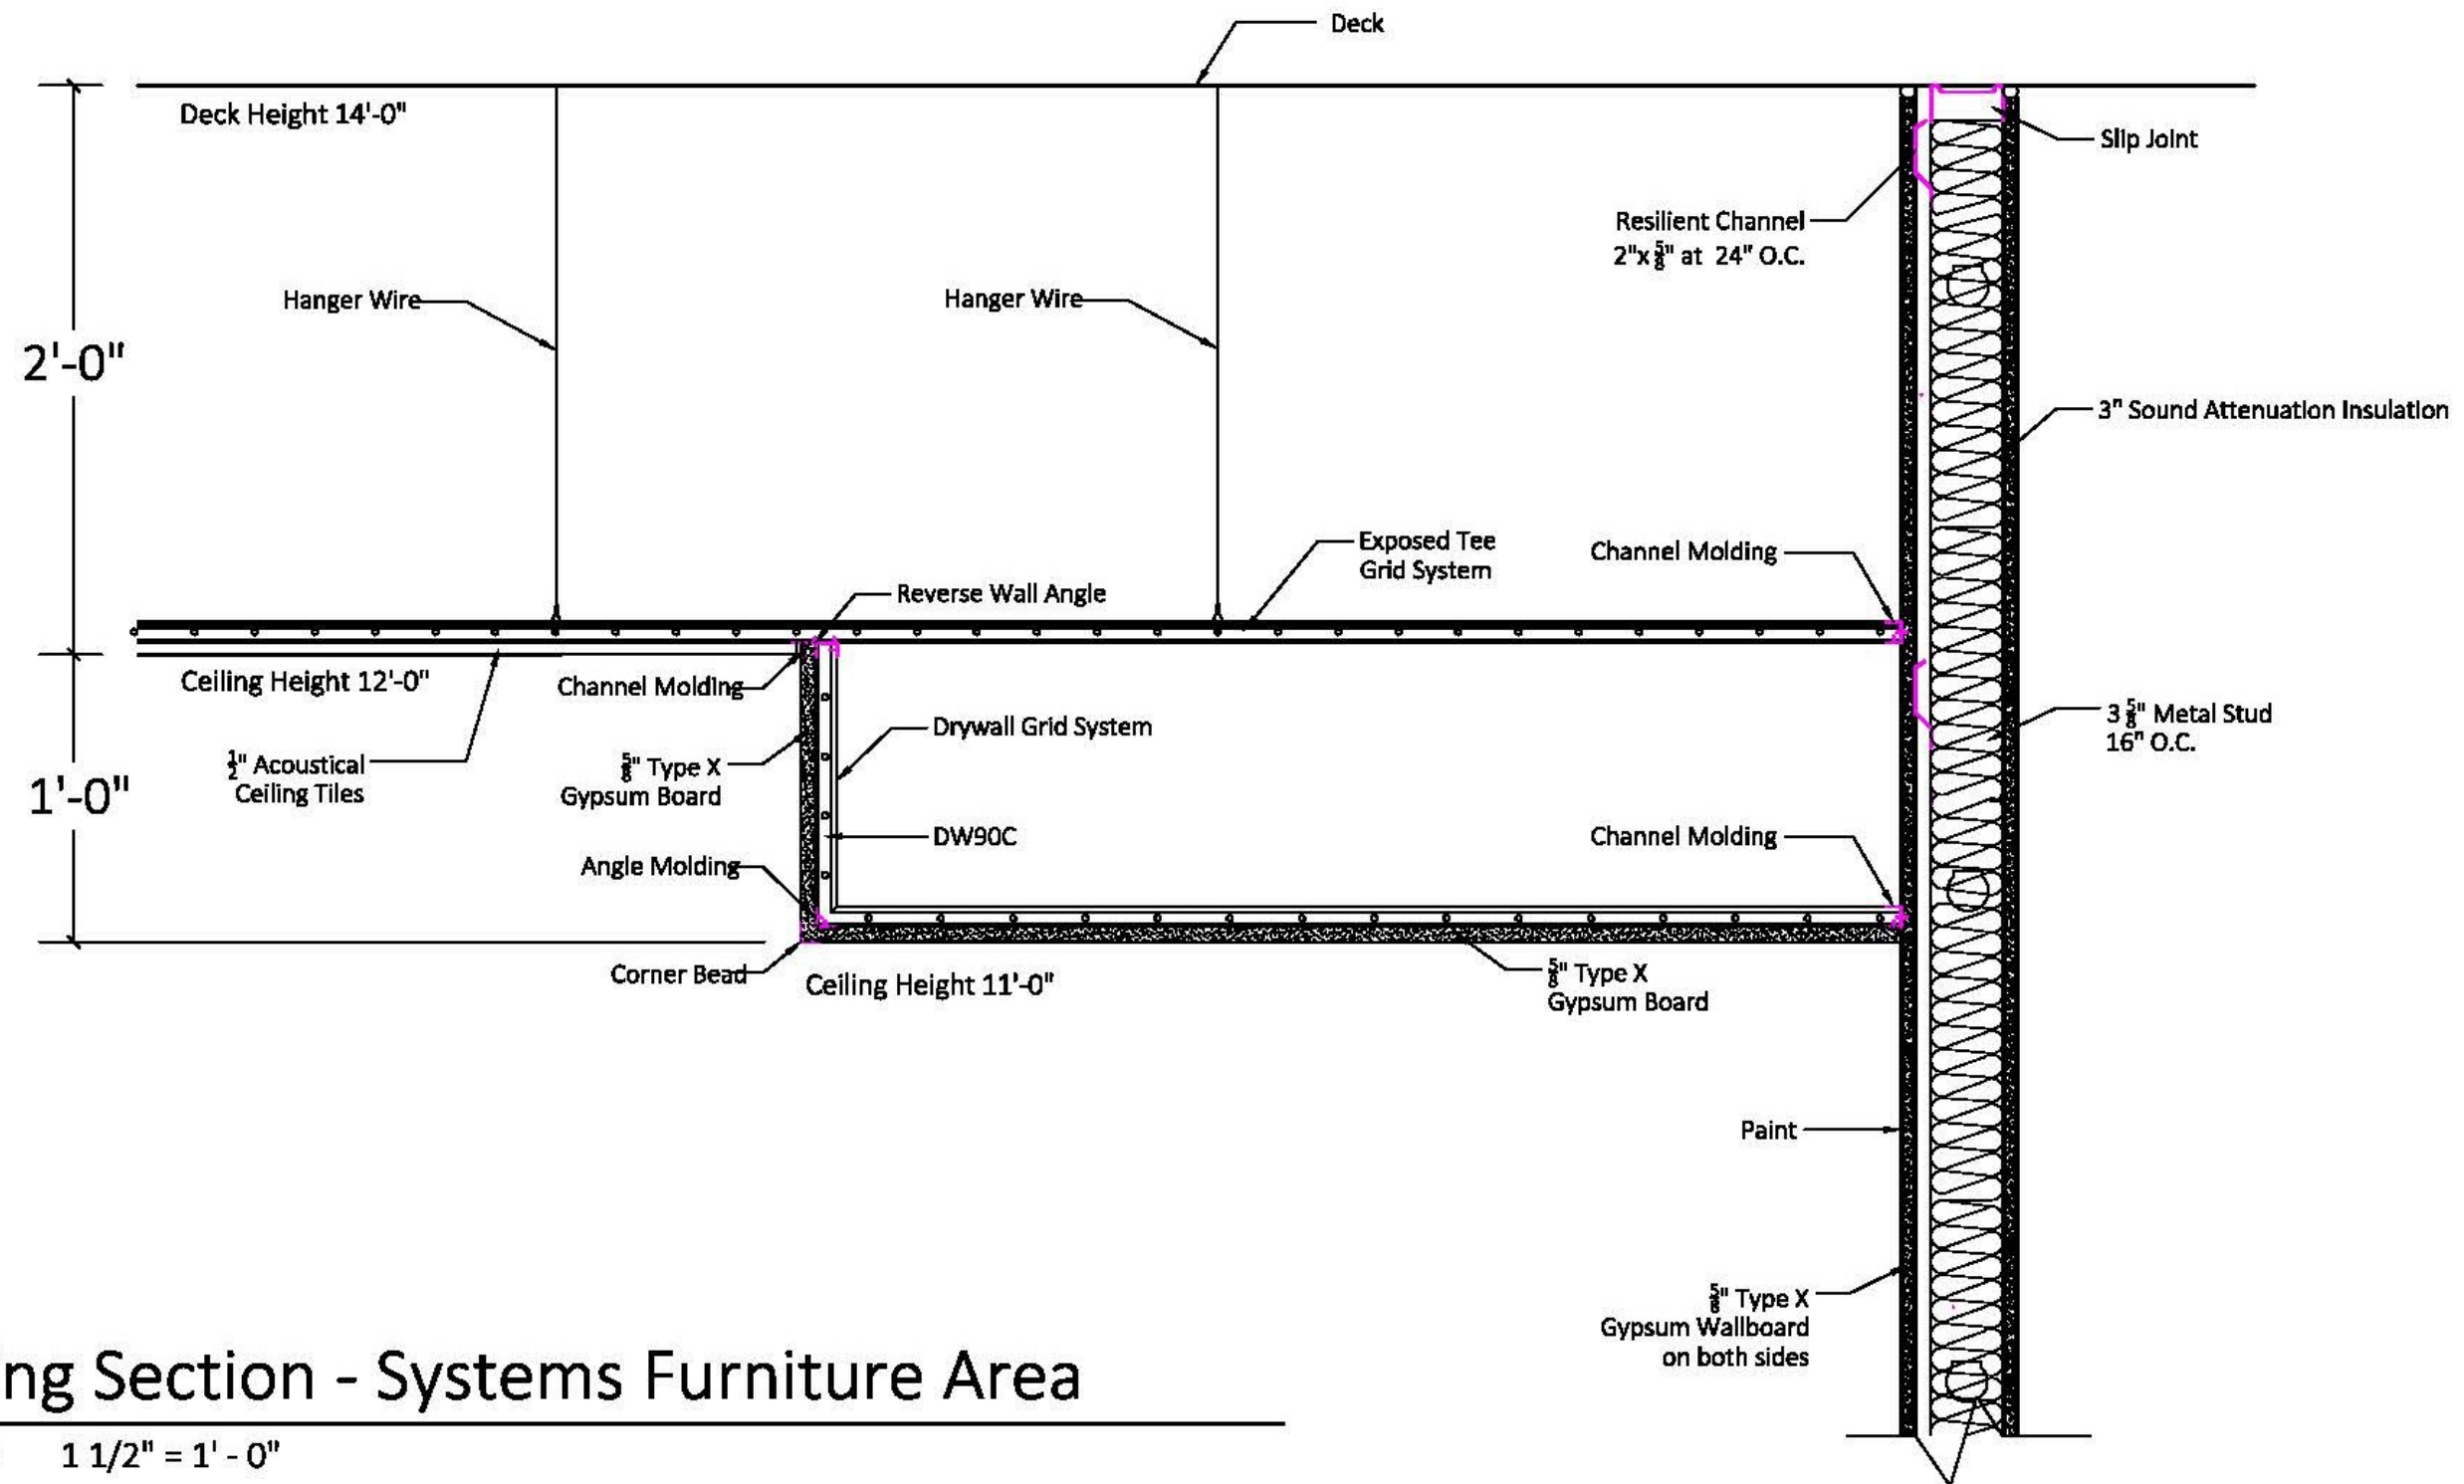 Deck
Deck Height 14'-0"
Slip Joint
Resilient Channel
2"x 5/8" at 24" O.C.
Hanger Wire
Hanger Wire
2'-0"
3" Sound Attenuation Insulation
Exposed Tee
Grid System
Channel Molding
Reverse Wall Angle
Ceiling Height 12'-0"
Channel Molding
Drywall Grid System
3 5/8" Metal Stud
16" O.C.
1/2" Acoustical
Ceiling Tiles
5/8" Type X
Gypsum Board
1'-0"
DW90C
Channel Molding
Angle Molding
Corner Bead
Ceiling Height 11'-0"
5/8" Type X
Gypsum Board
Paint
5/8" Type X
Gypsum Wallboard
on both sides
ng Section - Systems Furniture Area
1 1/2" = 1' - 0"